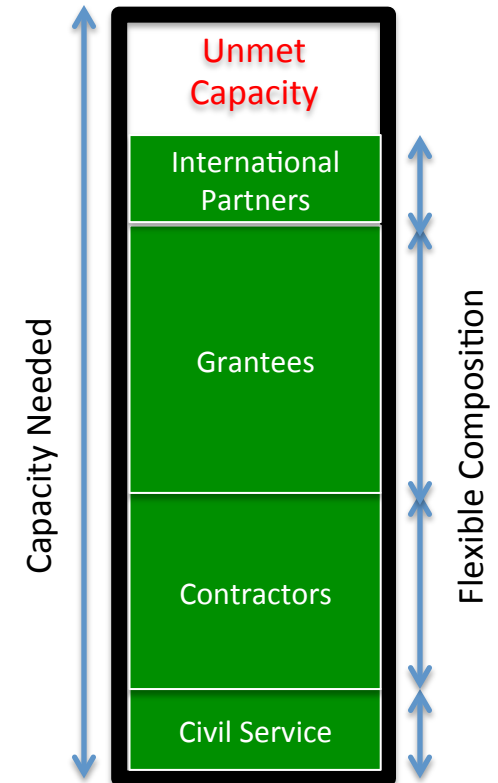 Unmet
Capacity
International
Partners
Grantees
Contractors
Civil Service
Capacity Needed
Flexible Composition